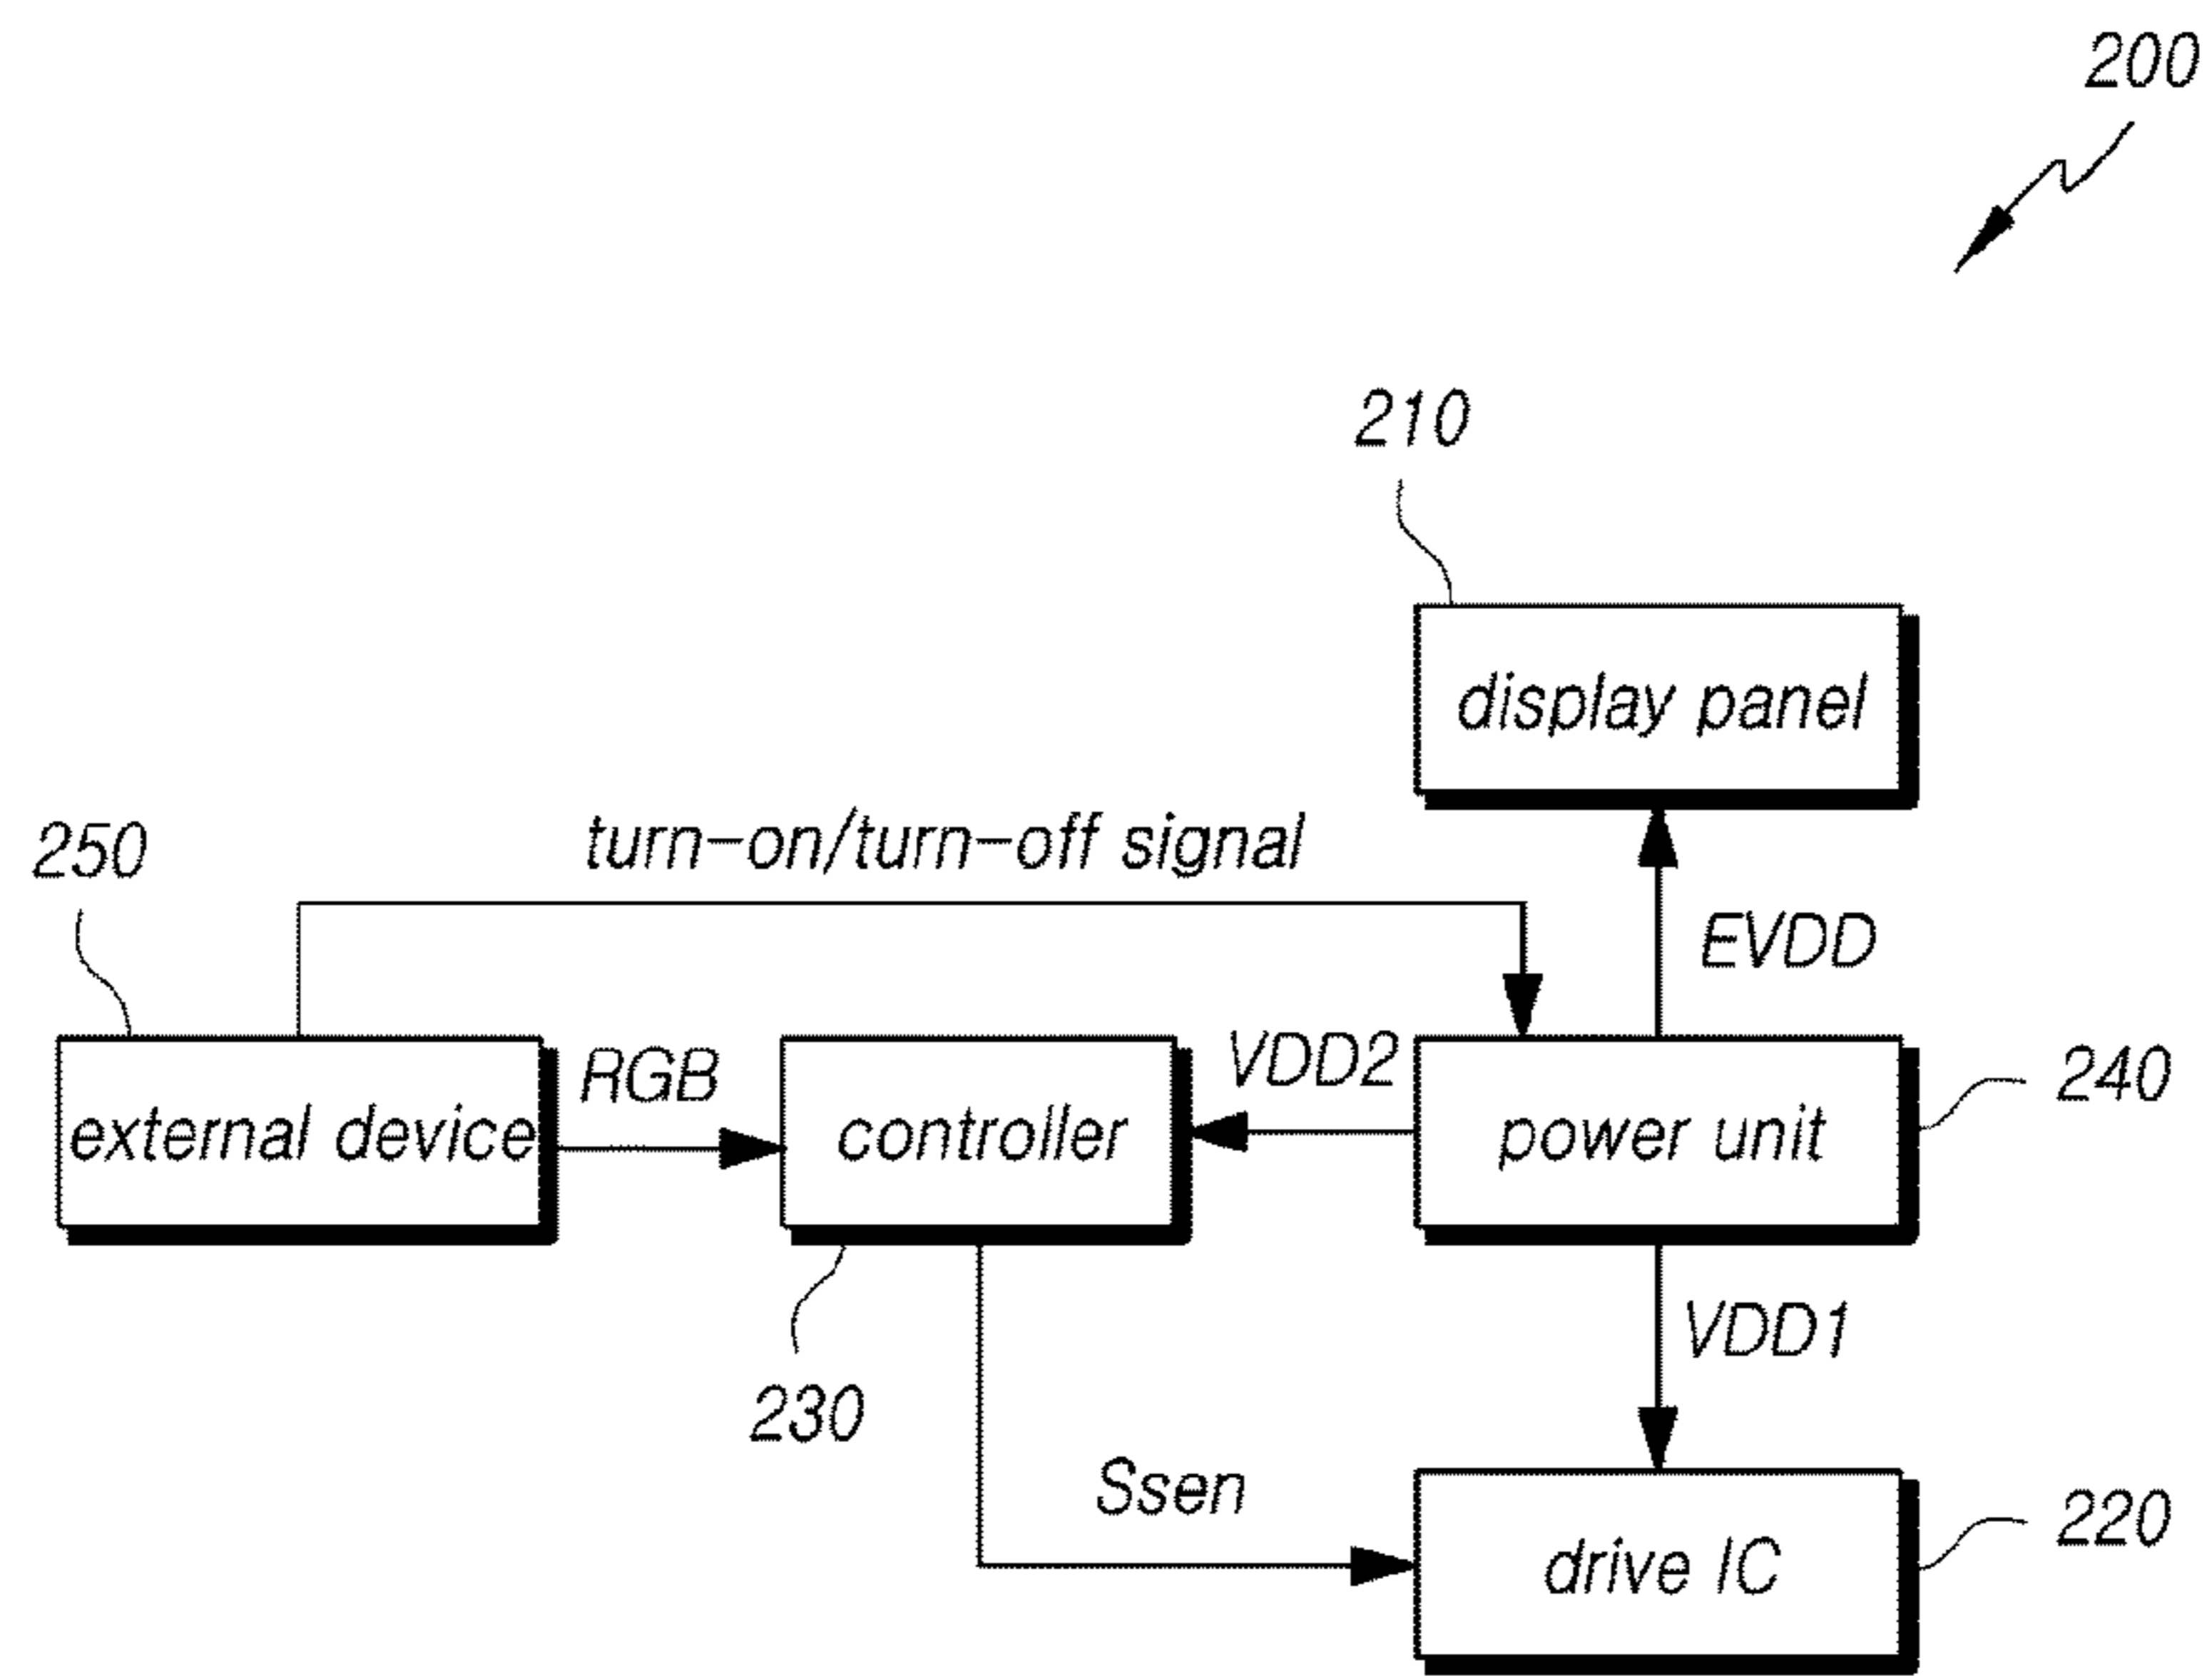 200
210
display panel
turn-on/turn-off signal
250
EVDD
RGB
VDD2
240
external device
controller
power unit
VDD1
230
Ssen
220
drive IC